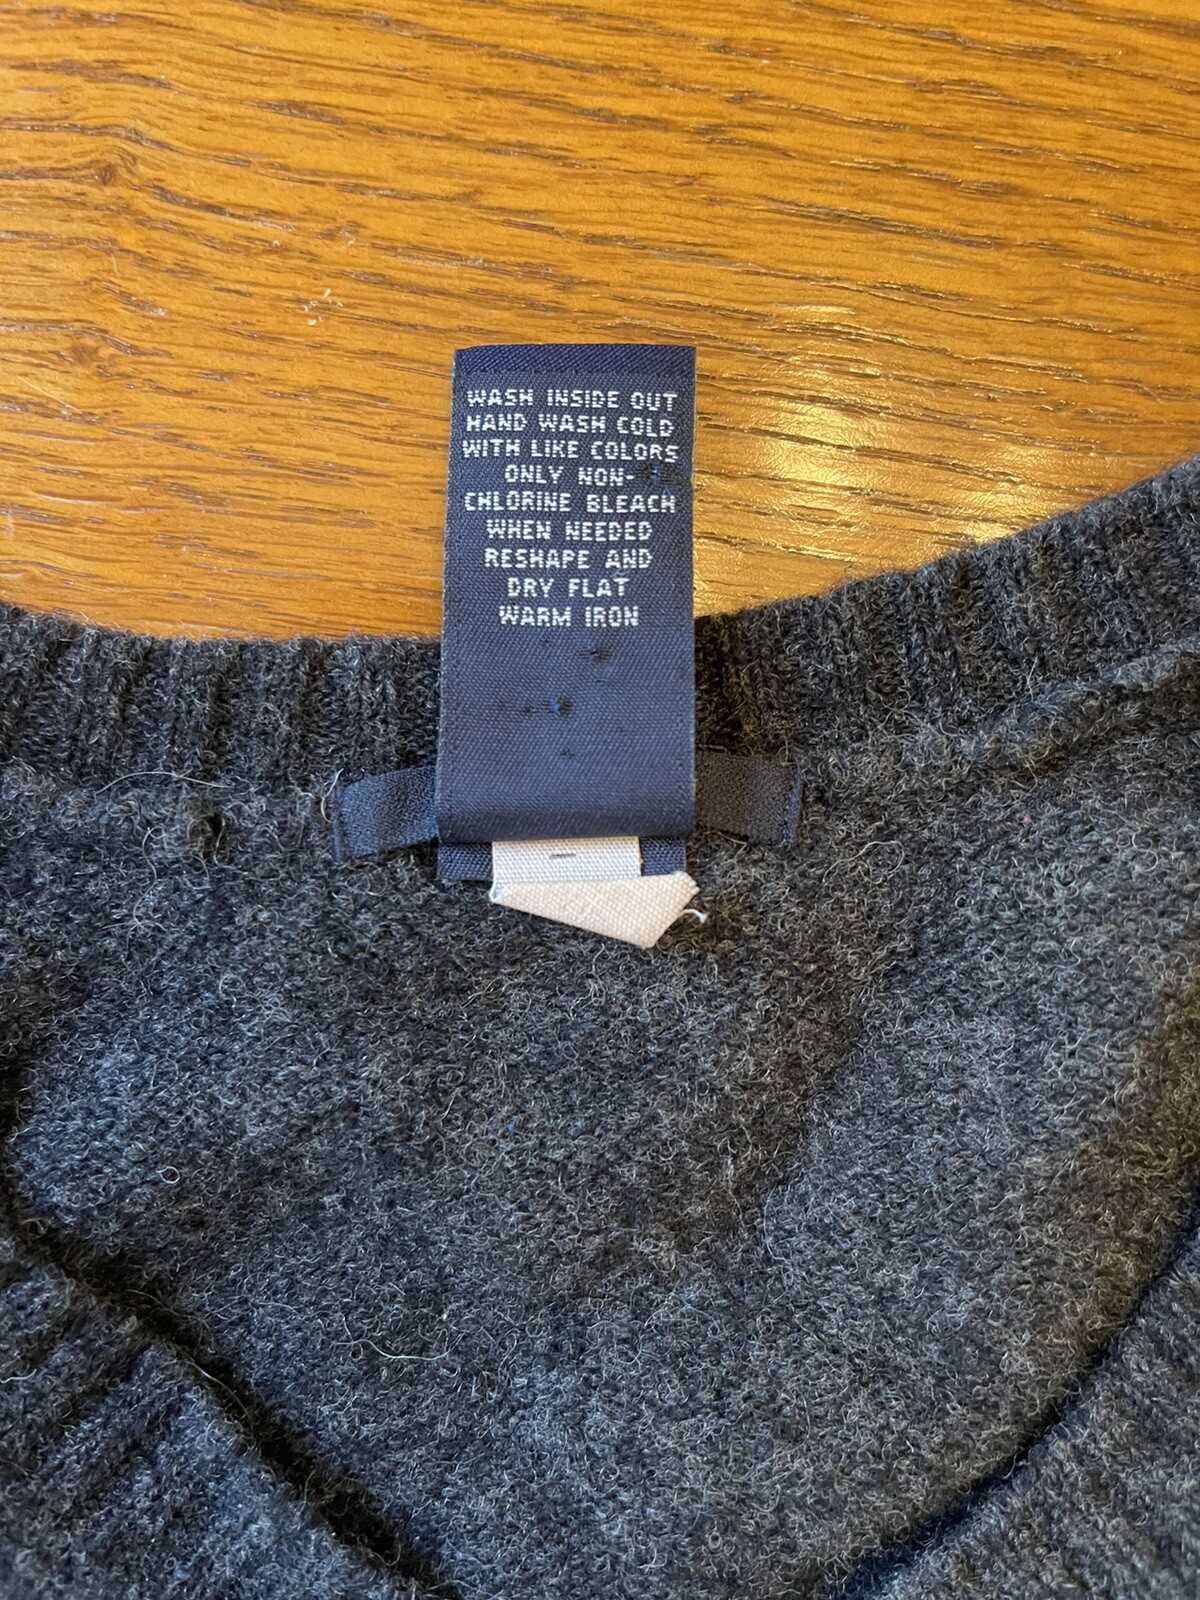 WASH INSIDE OUT
HAND WASH COLD
WITH LIKE COLORS
ONLY NON-
CHLORINE BLEACH
WHEN NEEDED
RESHAPE AND
DRY FLAT
WARM IRON